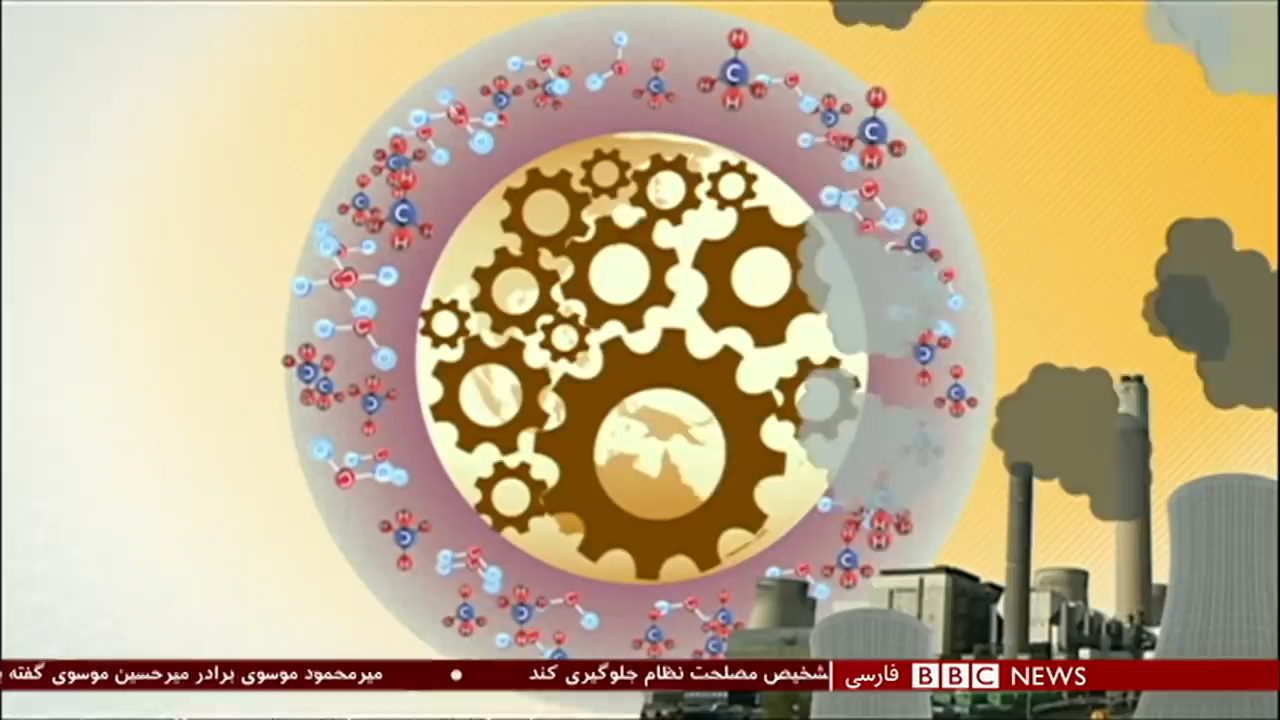 BBC NEWS فارسی
شخیص مصلحت نظام جلوگیری کند • میرمحمود موسوی برادر میرحسین موسوی گفته